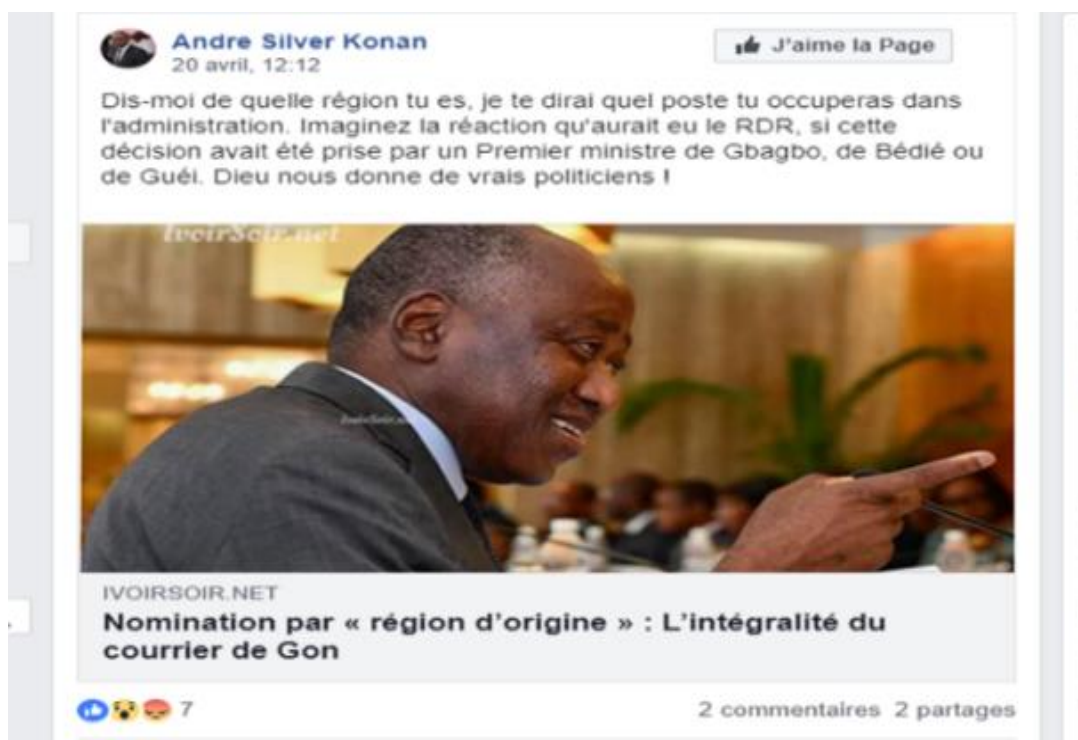 Andre Silver Konan
J'aime la Page
20 avril, 12:12
Dis-moi de quelle région tu es, je te dirai quel poste tu occuperas dans
l'administration. Imaginez la réaction qu'aurait eu le RDR, si cette
décision avait été prise par un Premier ministre de Gbagbo, de Bédié ou
de Guéi. Dieu nous donne de vrais politiciens !
IvoirSoir.net
IVOIRSOIR.NET
Nomination par « région d'origine » : L'intégralité du
courrier de Gon
7
2 commentaires 2 partages